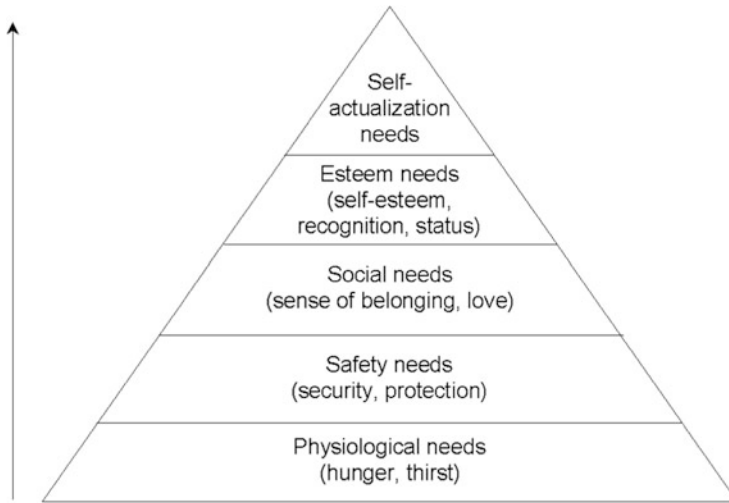 Self-
actualization
needs
Esteem needs
(self-esteem,
recognition, status)
Social needs
(sense of belonging, love)
Safety needs
(security, protection)
Physiological needs
(hunger, thirst)